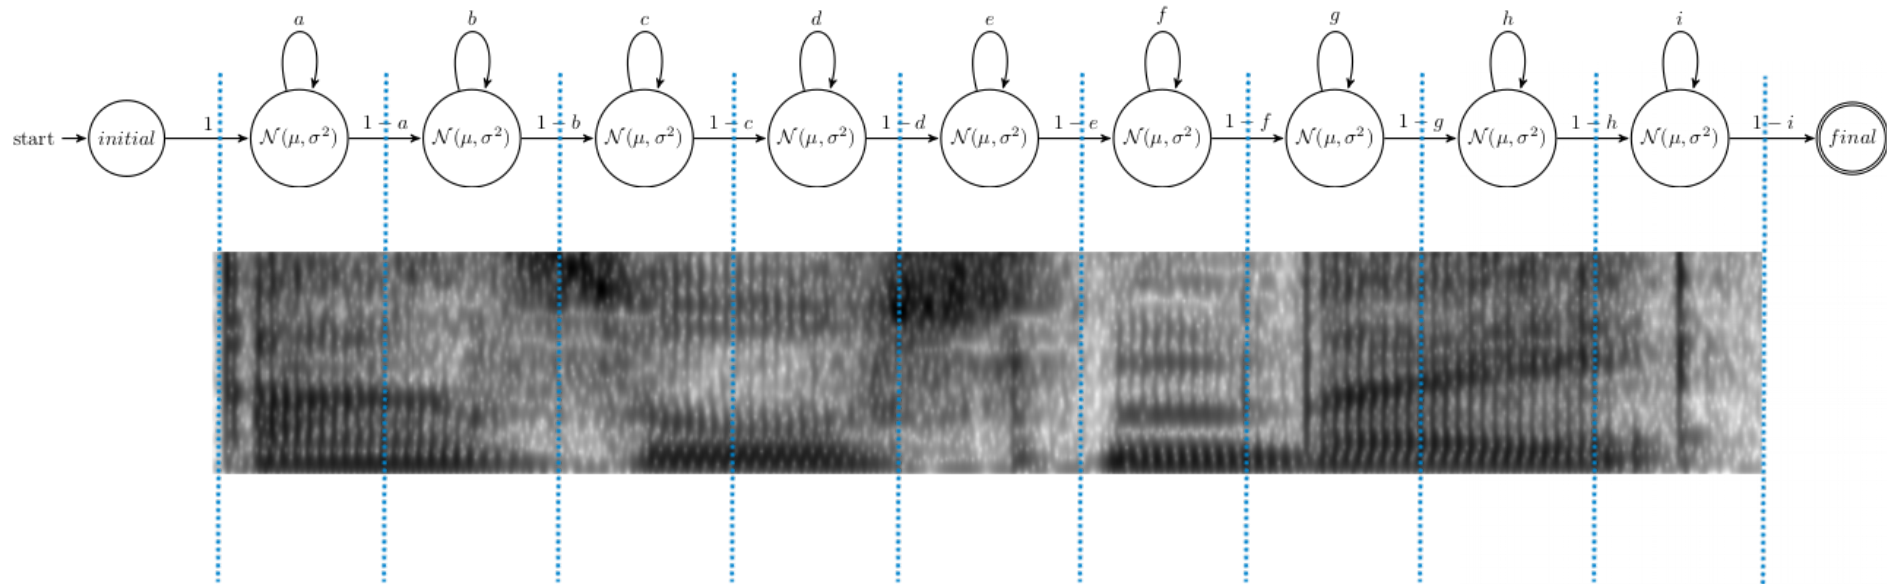 a b c d e f g h i
start initial 1 𝒩(μ, σ²) 1 − a 𝒩(μ, σ²) 1 − b 𝒩(μ, σ²) 1 − c 𝒩(μ, σ²) 1 − d 𝒩(μ, σ²) 1 − e 𝒩(μ, σ²) 1 − f 𝒩(μ, σ²) 1 − g 𝒩(μ, σ²) 1 − h 𝒩(μ, σ²) 1 − i final